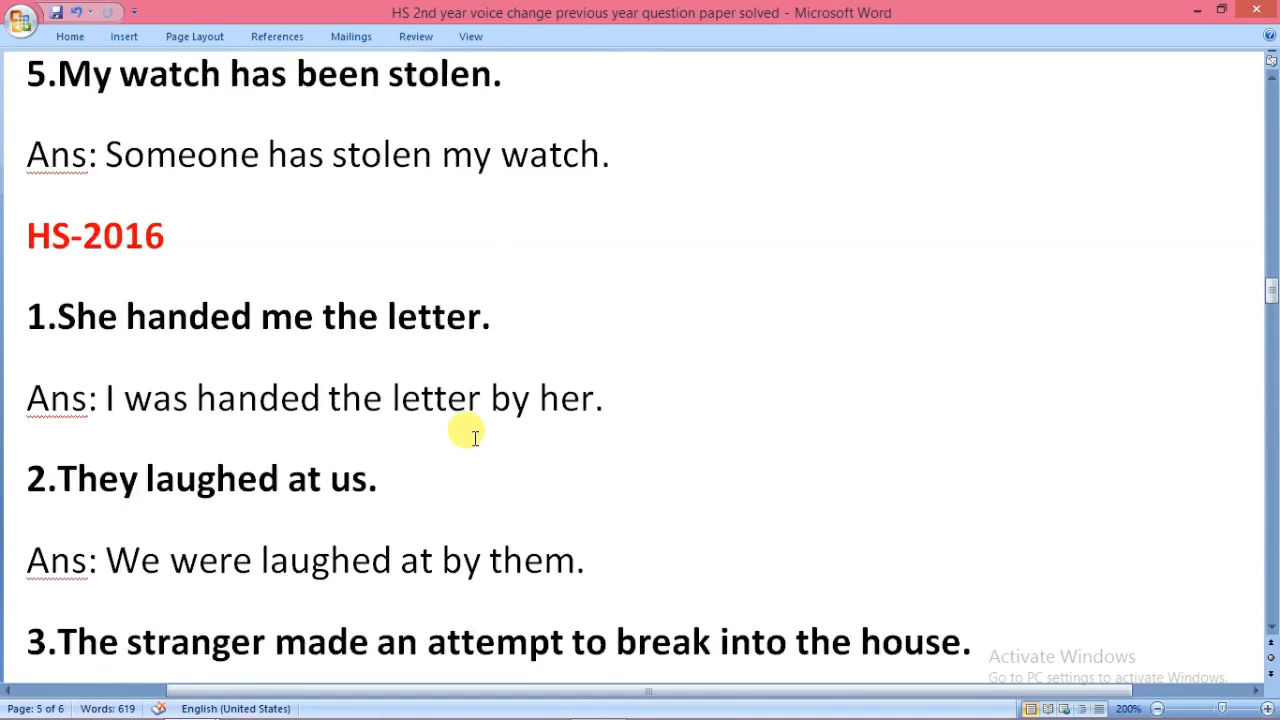 HS 2nd year voice change previous year question paper solved - Microsoft Word
Home Insert Page Layout References Mailings Review View
5.My watch has been stolen.
Ans: Someone has stolen my watch.
HS-2016
1.She handed me the letter.
Ans: I was handed the letter by her.
2.They laughed at us.
Ans: We were laughed at by them.
3.The stranger made an attempt to break into the house.
Activate Windows
Go to PC settings to activate Windows.
Page: 5 of 6 Words: 619 English (United States) 200%